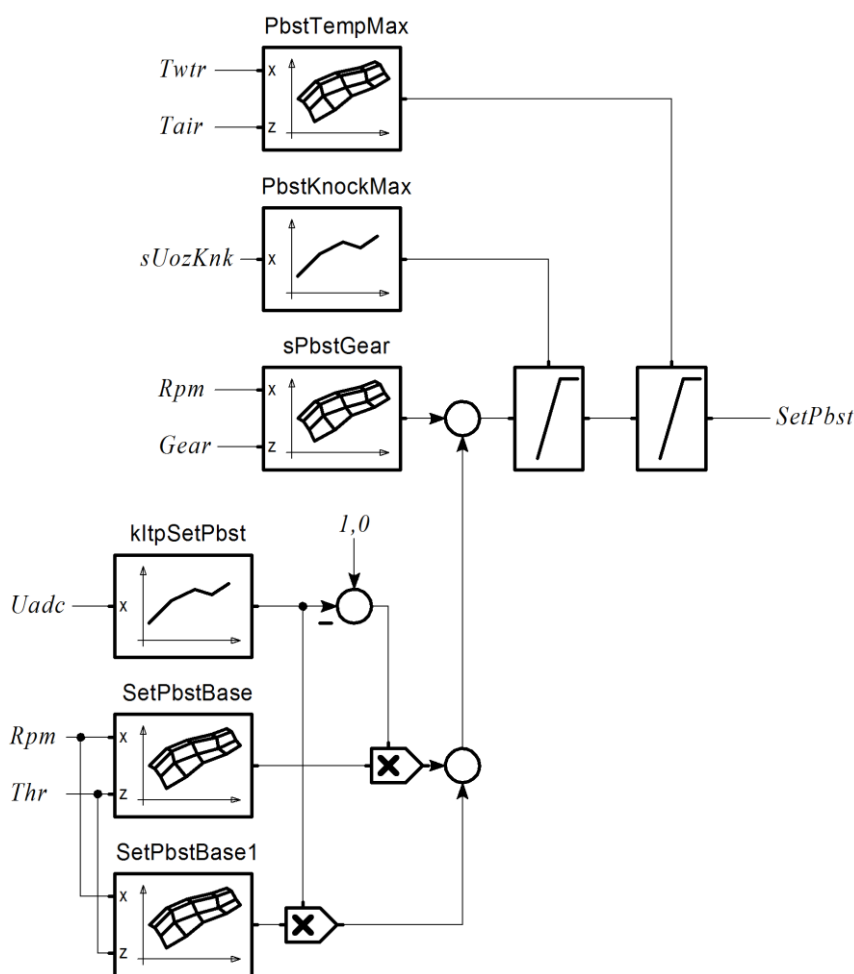 PbstTempMax
Twtr
X
Tair
Z
PbstKnockMax
sUozKnk
X
sPbstGear
Rpm
X
Gear
Z
SetPbst
kItpSetPbst
1,0
Uadc
X
SetPbstBase
Rpm
X
Thr
Z
SetPbstBase1
X
Z